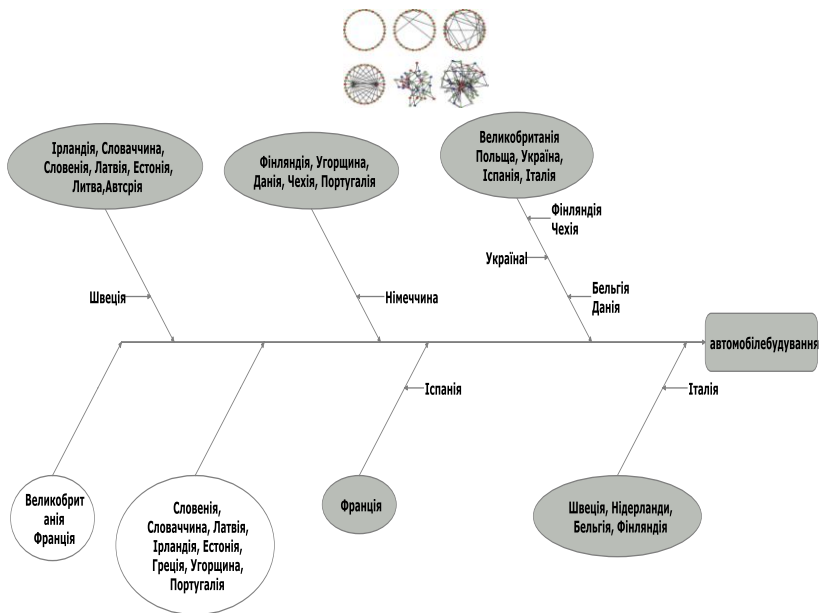 Ірландія, Словаччина,
Словенія, Латвія, Естонія,
Литва,Автсрія
Фінляндія, Угорщина,
Данія, Чехія, Португалія
Великобританія
Польща, Україна,
Іспанія, Італія
Фінляндія
Чехія
УкраїнаІ
Швеція
Німеччина
Бельгія
Данія
автомобілебудування
Іспанія
Італія
Великобрит
анія
Франція
Словенія,
Словаччина, Латвія,
Ірландія, Естонія,
Греція, Угорщина,
Португалія
Франція
Швеція, Нідерланди,
Бельгія, Фінляндія